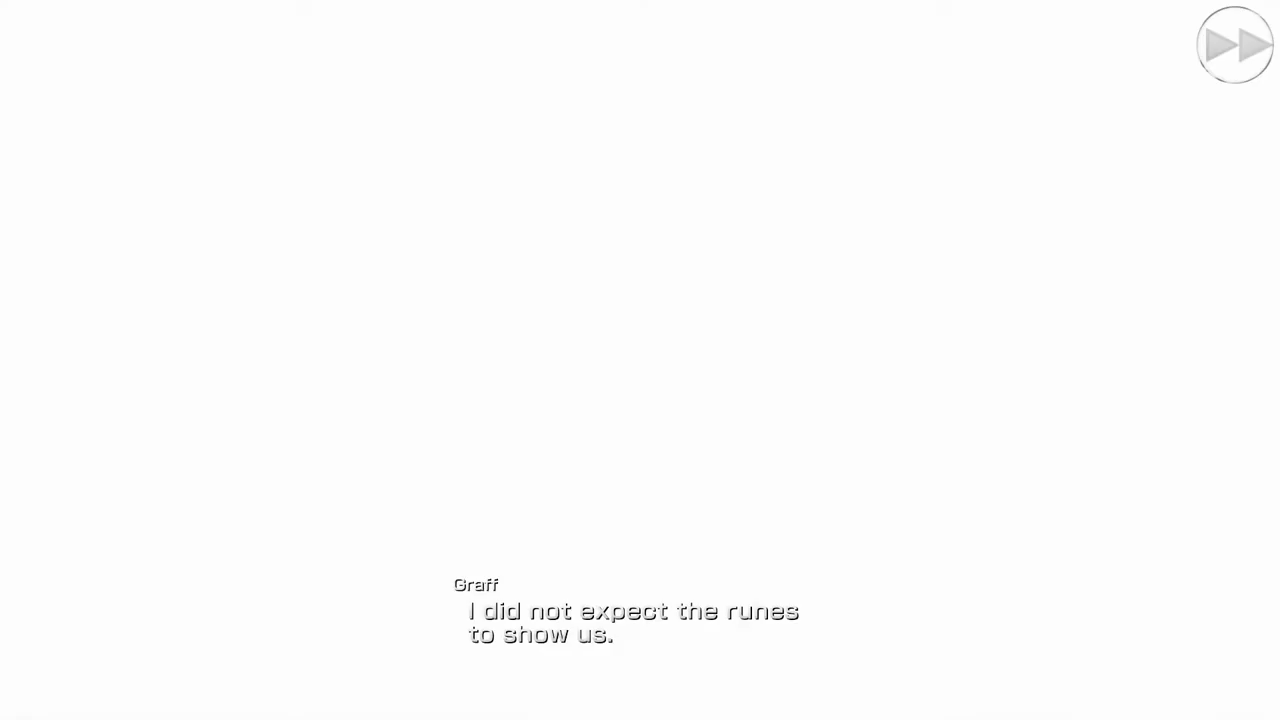 Graff
I did not expect the runes
to show us.